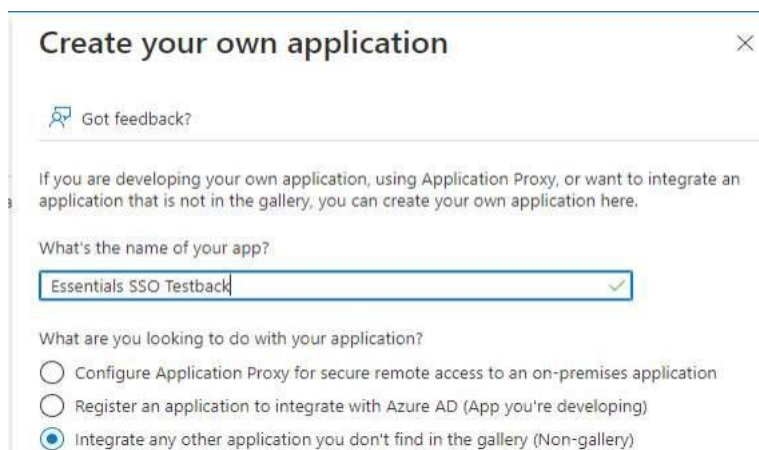 Create your own application
Got feedback?
If you are developing your own application, using Application Proxy, or want to integrate an
application that is not in the gallery, you can create your own application here.
What's the name of your app?
Essentials SSO Testback
What are you looking to do with your application?
Configure Application Proxy for secure remote access to an on-premises application
Register an application to integrate with Azure AD (App you're developing)
Integrate any other application you don't find in the gallery (Non-gallery)